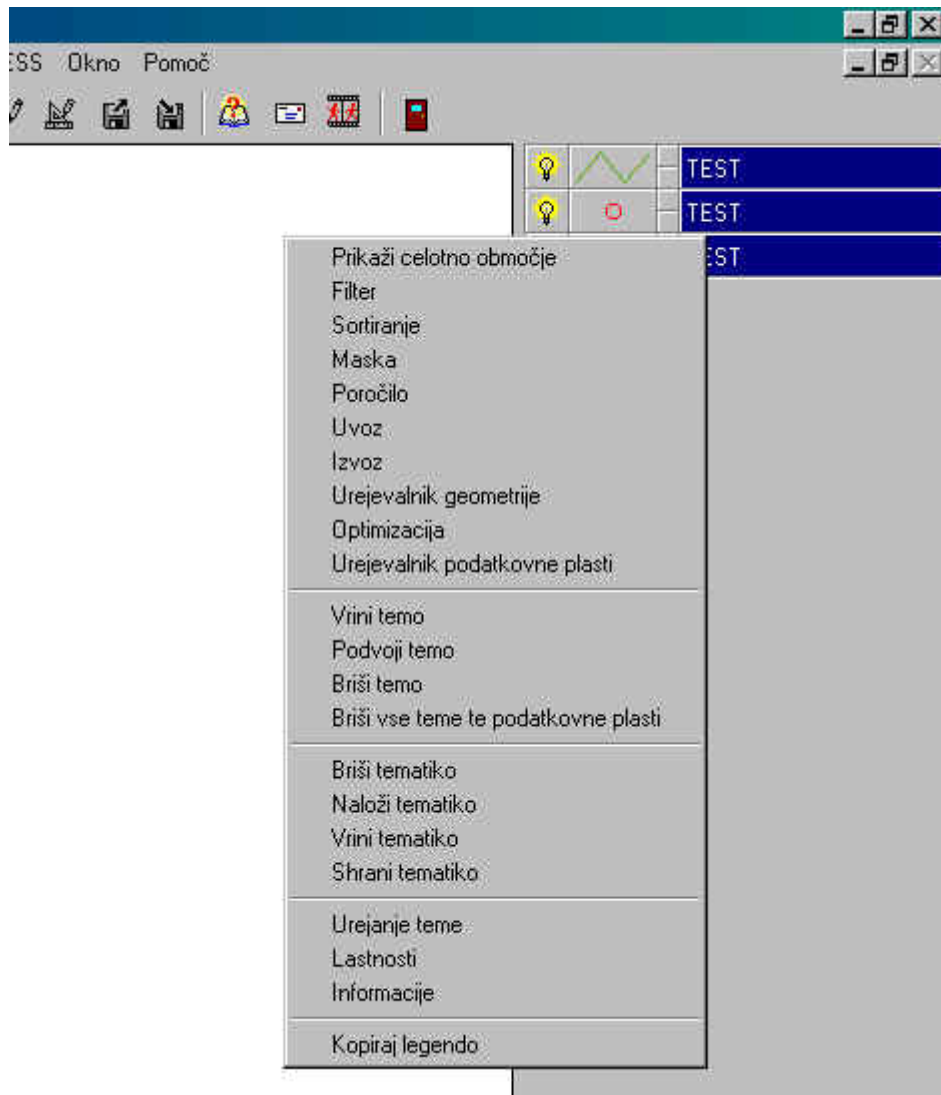 Okno Pomoč
TEST
TEST
Prikaži celotno območje
Filter
Sortiranje
Maska
Poročilo
Uvoz
Izvoz
Urejevalnik geometrije
Optimizacija
Urejevalnik podatkovne plasti
Vrini temo
Podvoji temo
Briši temo
Briši vse teme te podatkovne plasti
Briši tematiko
Naloži tematiko
Vrini tematiko
Shrani tematiko
Urejanje teme
Lastnosti
Informacije
Kopiraj legendo